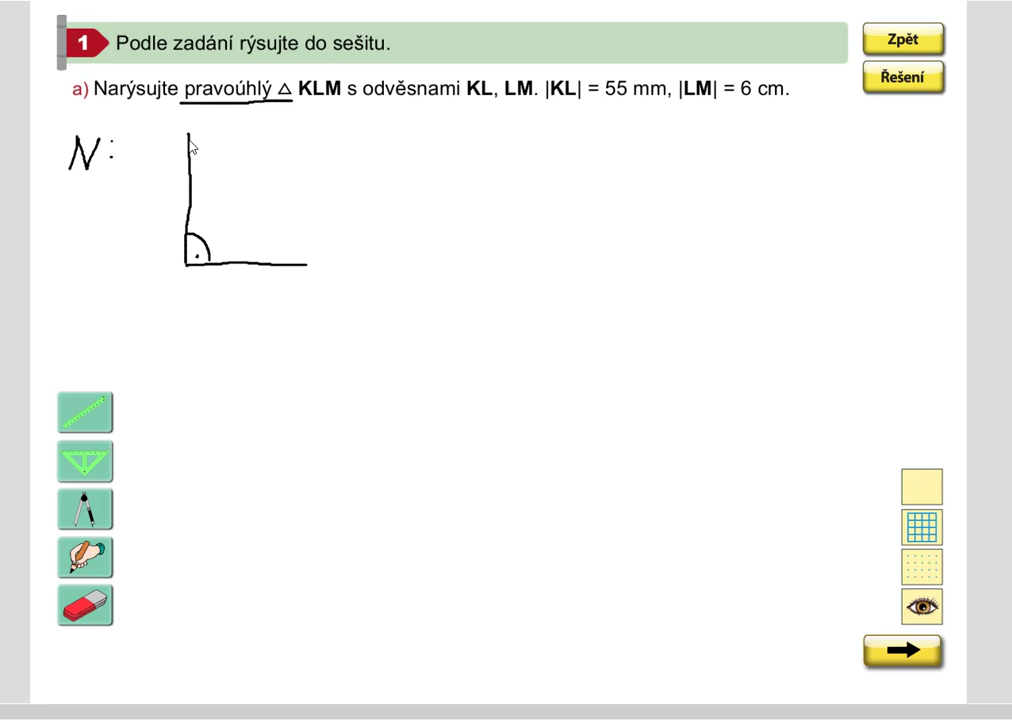 1 Podle zadání rýsujte do sešitu.
Zpět
Řešení
a) Narýsujte pravoúhlý △ KLM s odvěsnami KL, LM. |KL| = 55 mm, |LM| = 6 cm.
N: